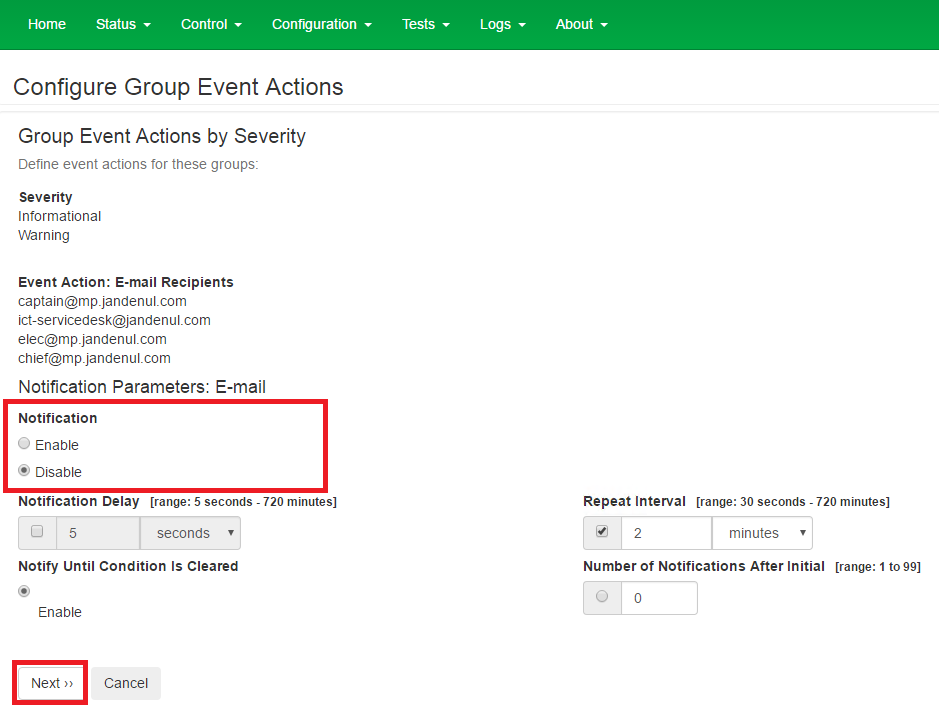 Home Status Control Configuration Tests Logs About
Configure Group Event Actions
Group Event Actions by Severity
Define event actions for these groups:
Severity
Informational
Warning
Event Action: E-mail Recipients
captain@mp.jandenul.com
ict-servicedesk@jandenul.com
elec@mp.jandenul.com
chief@mp.jandenul.com
Notification Parameters: E-mail
Notification
Enable
Disable
Notification Delay [range: 5 seconds - 720 minutes] Repeat Interval [range: 30 seconds - 720 minutes]
5 seconds 2 minutes
Notify Until Condition Is Cleared Number of Notifications After Initial [range: 1 to 99]
0
Enable
Next ›› Cancel